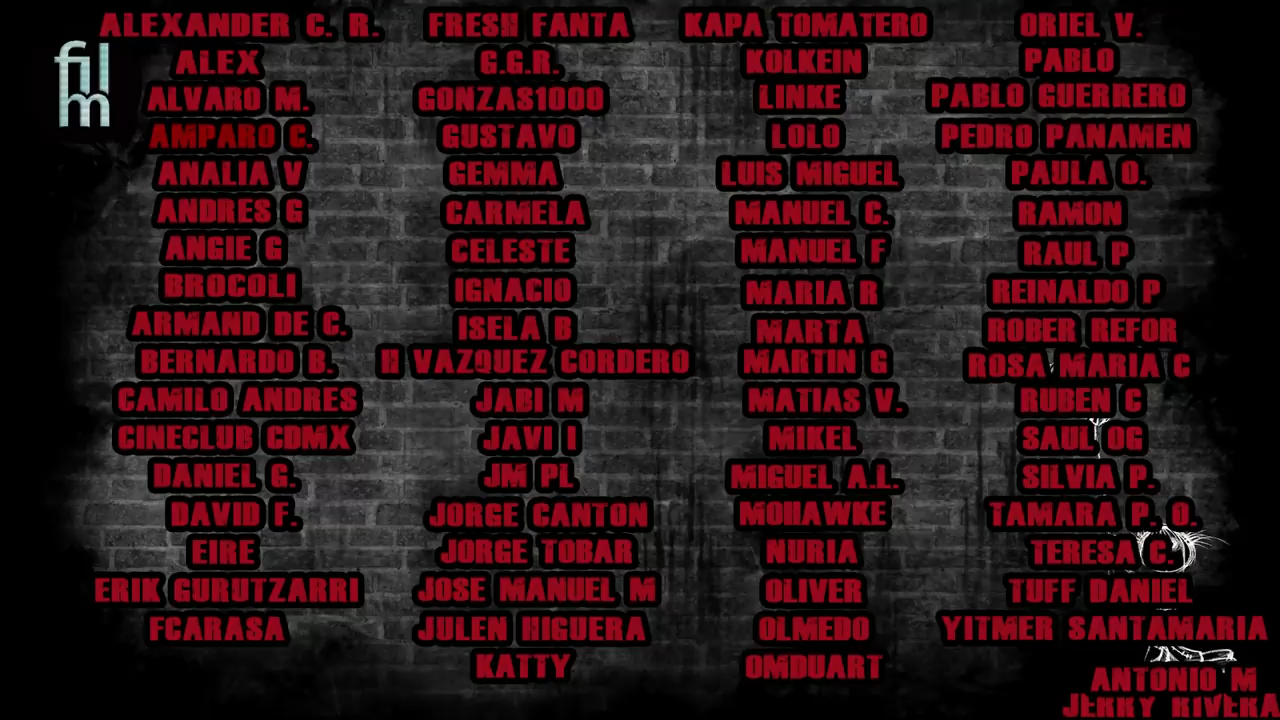 film
ALEXANDER C. R.
ALEX
ALVARO M.
AMPARO C.
ANALIA V
ANDRES G
ANGIE G
BROCOLI
ARMAND DE C.
BERNARDO B.
CAMILO ANDRES
CINECLUB CDMX
DANIEL G.
DAVID F.
EIRE
ERIK GURUTZARRI
FCARASA
FRESH FANTA
G.G.R.
GONZAS1000
GUSTAVO
GEMMA
CARMELA
CELESTE
IGNACIO
ISELA B
H VAZQUEZ CORDERO
JABI M
JAVI I
JM PL
JORGE CANTON
JORGE TOBAR
JOSE MANUEL M
JULEN HIGUERA
KATTY
KAPA TOMATERO
KOLKEIN
LINKE
LOLO
LUIS MIGUEL
MANUEL C.
MANUEL F
MARIA R
MARTA
MARTIN G
MATIAS V.
MIKEL
MIGUEL A.L.
MOHAWKE
NURIA
OLIVER
OLMEDO
OMDUART
ORIEL V.
PABLO
PABLO GUERRERO
PEDRO PANAMEN
PAULA O.
RAMON
RAUL P
REINALDO P
ROBER REFOR
ROSA MARIA C
RUBEN C
SAUL OG
SILVIA P.
TAMARA P. O.
TERESA C.
TUFF DANIEL
YITMER SANTAMARIA
ANTONIO M
JERRY RIVERA